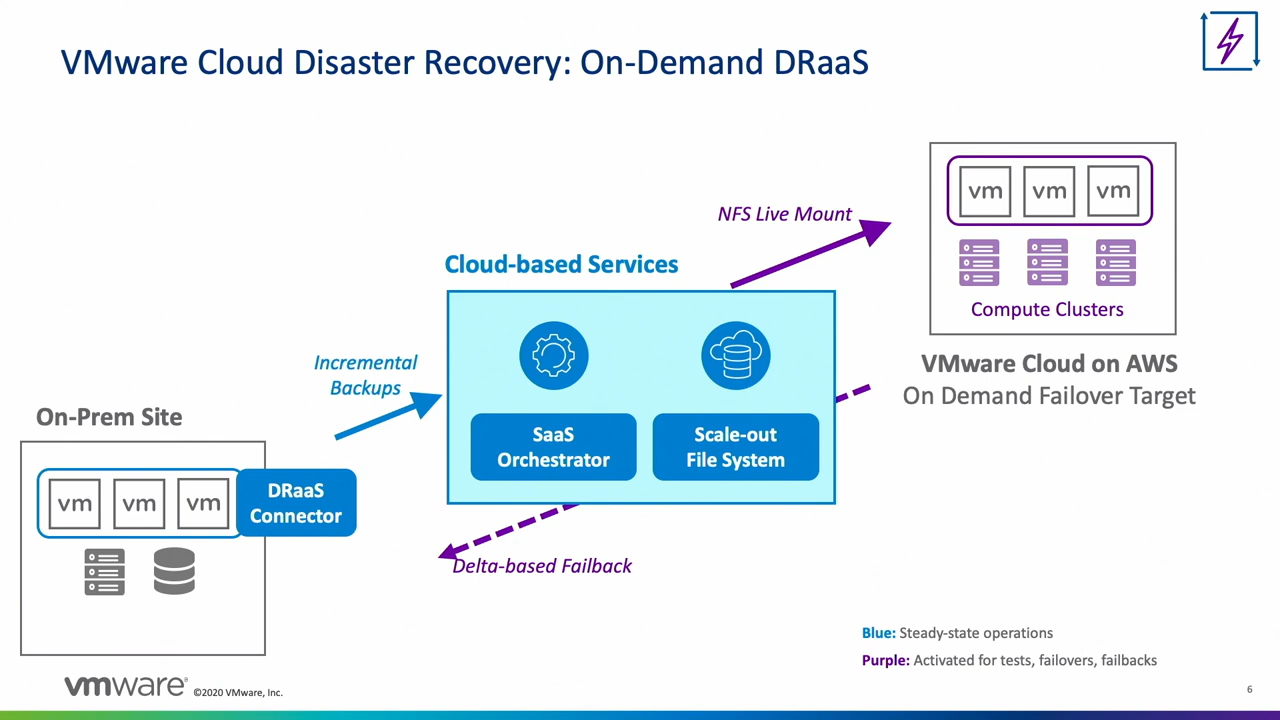 VMware Cloud Disaster Recovery: On-Demand DRaaS
NFS Live Mount
vm vm vm
Compute Clusters
VMware Cloud on AWS
On Demand Failover Target
Cloud-based Services
SaaS
Orchestrator
Scale-out
File System
Incremental
Backups
On-Prem Site
vm vm vm
DRaaS
Connector
Delta-based Failback
Blue: Steady-state operations
Purple: Activated for tests, failovers, failbacks
vmware®
©2020 VMware, Inc.
6